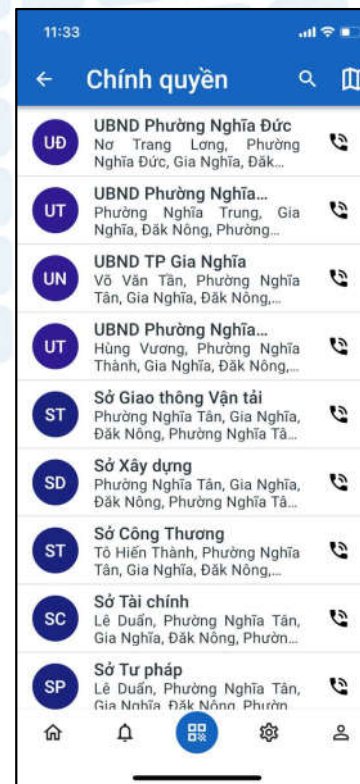 11:33
Chính quyền
UĐ
UBND Phường Nghĩa Đức
Nơ Trang Lơng, Phường
Nghĩa Đức, Gia Nghĩa, Đăk...
UT
UBND Phường Nghĩa...
Phường Nghĩa Trung, Gia
Nghĩa, Đăk Nông, Phường...
UN
UBND TP Gia Nghĩa
Võ Văn Tần, Phường Nghĩa
Tân, Gia Nghĩa, Đăk Nông,...
UT
UBND Phường Nghĩa...
Hùng Vương, Phường Nghĩa
Thành, Gia Nghĩa, Đăk Nông,...
ST
Sở Giao thông Vận tải
Phường Nghĩa Tân, Gia Nghĩa,
Đăk Nông, Phường Nghĩa Tâ...
SD
Sở Xây dựng
Phường Nghĩa Tân, Gia Nghĩa,
Đăk Nông, Phường Nghĩa Tâ...
ST
Sở Công Thương
Tô Hiến Thành, Phường Nghĩa
Tân, Gia Nghĩa, Đăk Nông,...
SC
Sở Tài chính
Lê Duẩn, Phường Nghĩa Tân,
Gia Nghĩa, Đăk Nông, Phườn...
SP
Sở Tư pháp
Lê Duẩn, Phường Nghĩa Tân,
Gia Nghĩa, Đăk Nông, Phườn